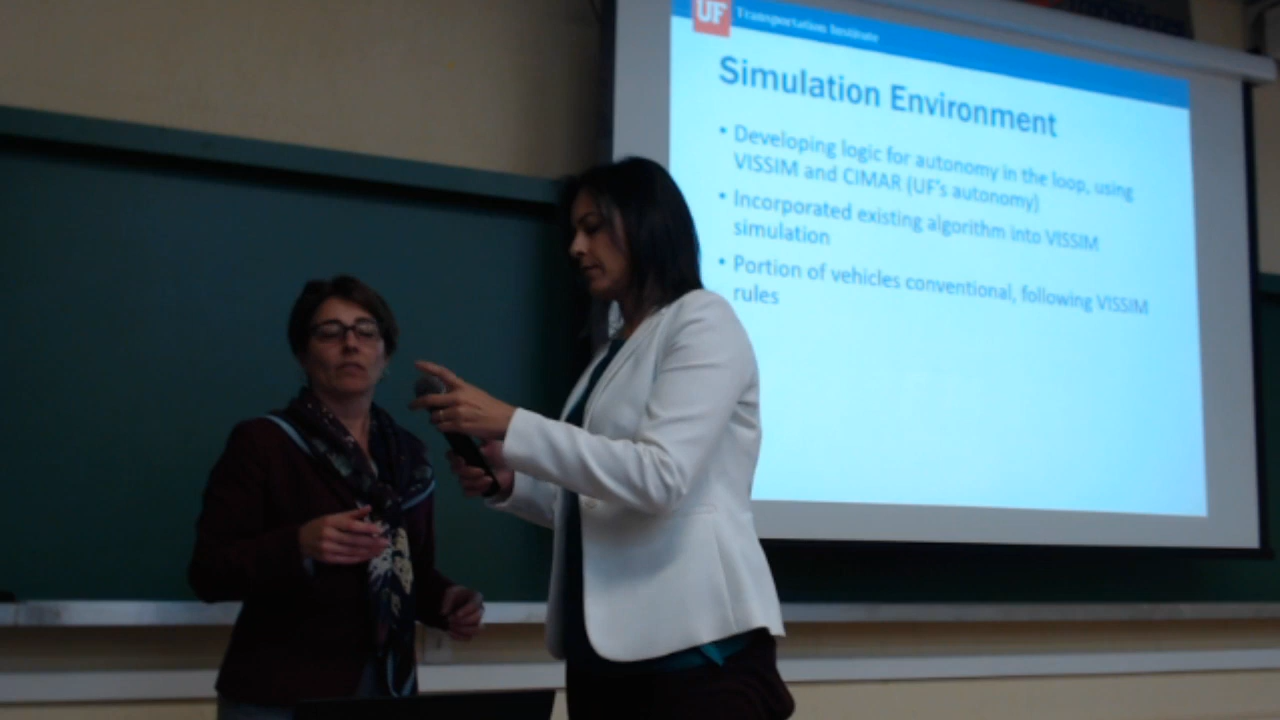 UF Transportation Institute
Simulation Environment
• Developing logic for autonomy in the loop, using
VISSIM and CIMAR (UF's autonomy)
• Incorporated existing algorithm into VISSIM
simulation
• Portion of vehicles conventional, following VISSIM
rules